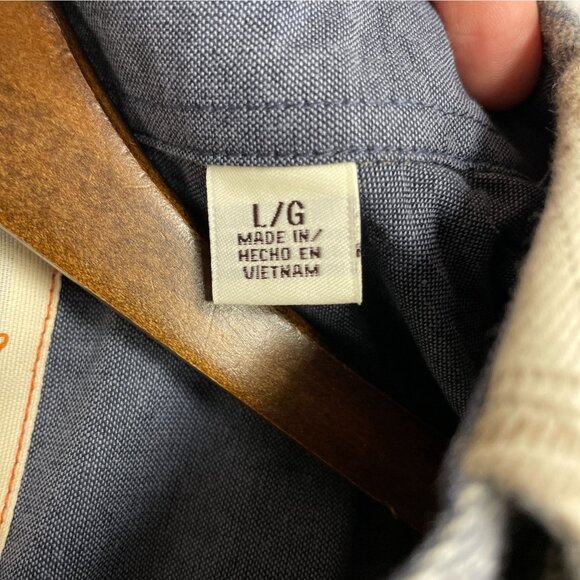 L/G
MADE IN/
HECHO EN
VIETNAM